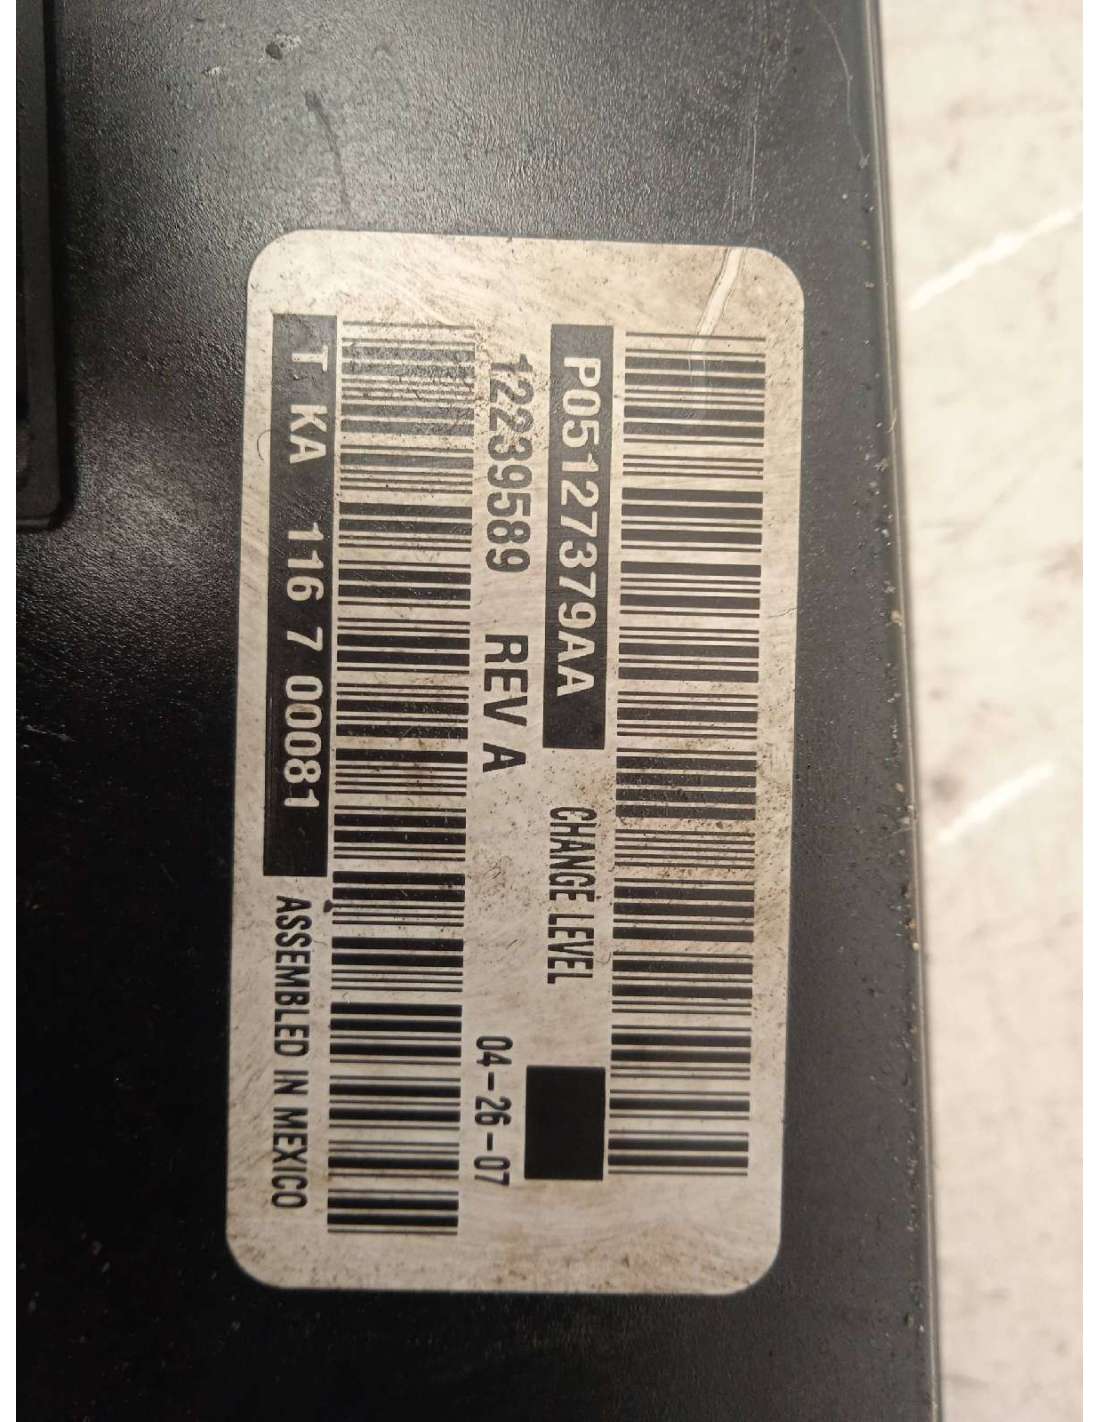 P05127379AA CHANGE LEVEL
12239589 REV A 04-26-07
T KA 116 7 00081 ASSEMBLED IN MEXICO